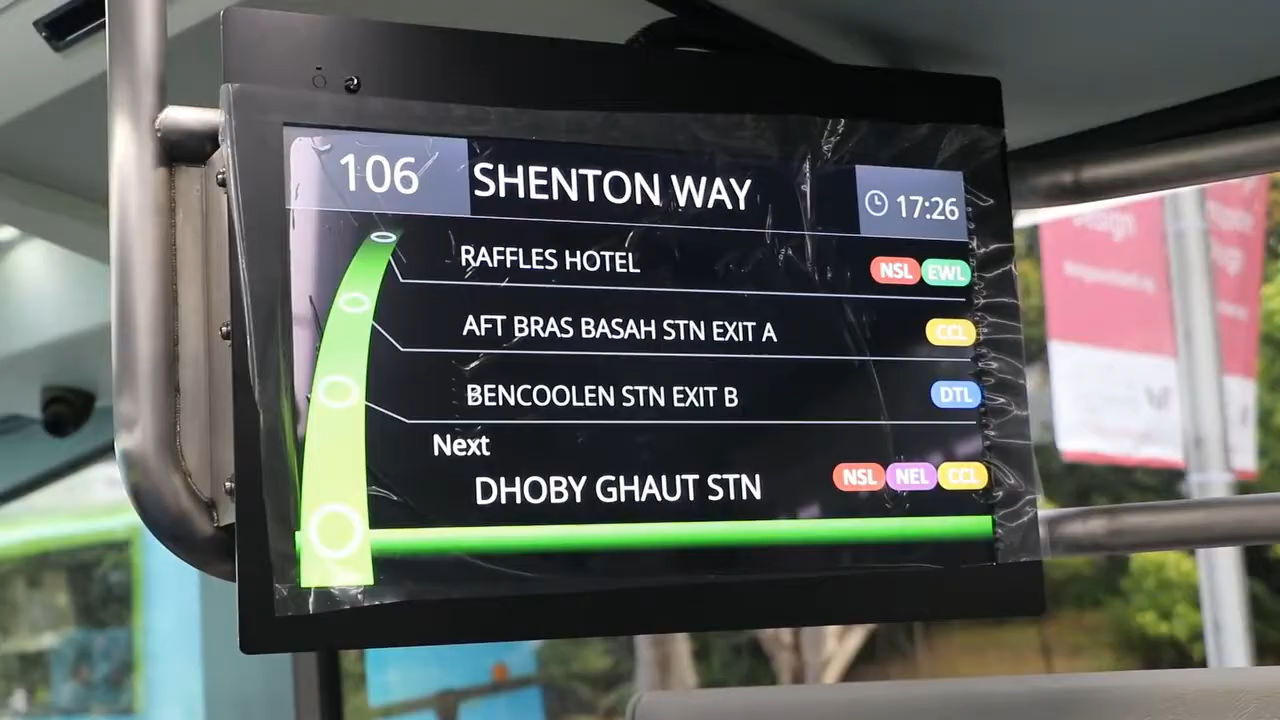 106 SHENTON WAY 17:26
RAFFLES HOTEL NSL EWL
AFT BRAS BASAH STN EXIT A CCL
BENCOOLEN STN EXIT B DTL
Next
DHOBY GHAUT STN NSL NEL CCL